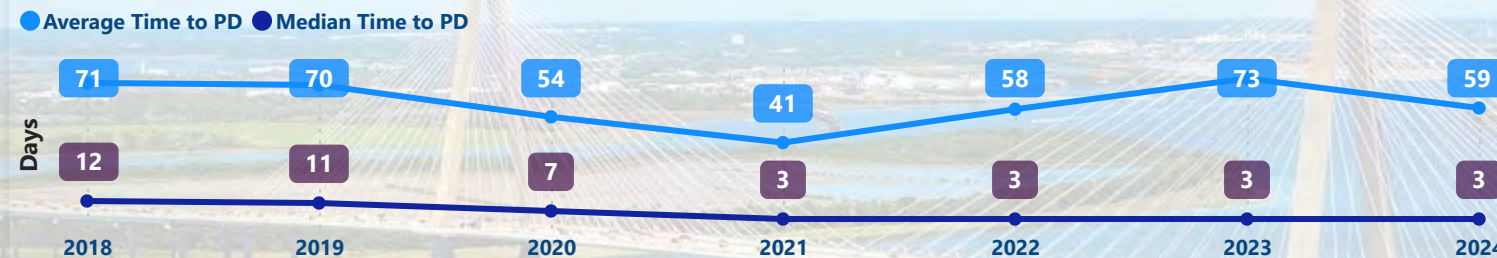 Average Time to PD Median Time to PD
71 70 54 41 58 73 59
Days
12 11 7 3 3 3 3
2018 2019 2020 2021 2022 2023 2024